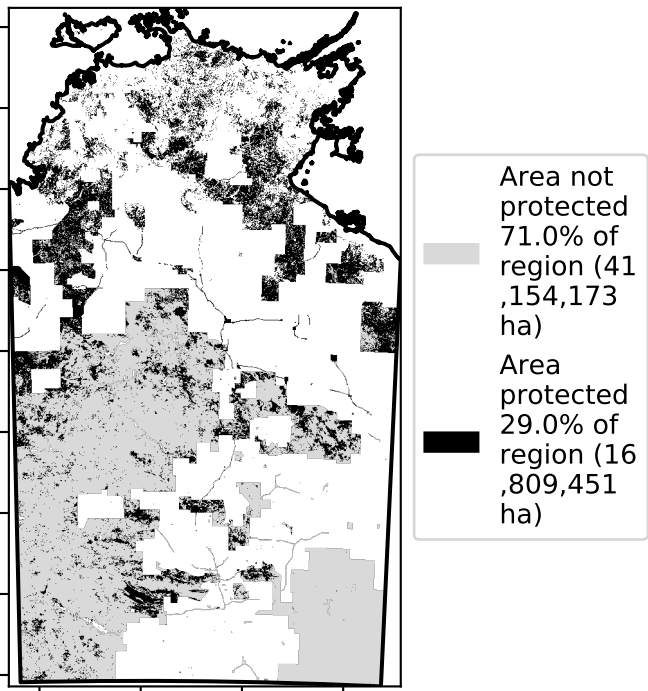 Area not
protected
71.0% of
region (41
,154,173
ha)
Area
protected
29.0% of
region (16
,809,451
ha)